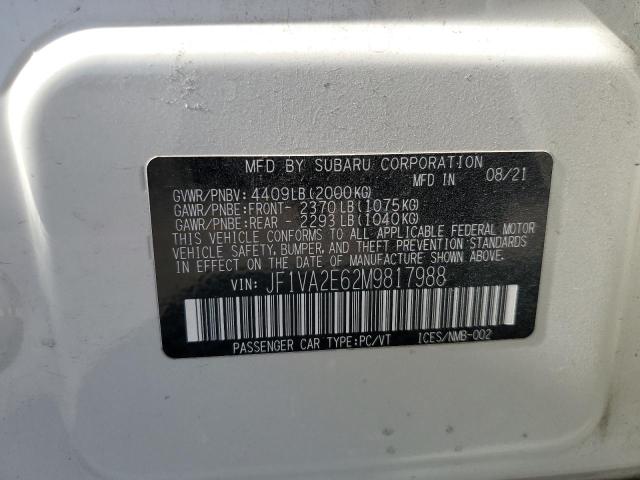 MFD BY SUBARU CORPORATION
MFD IN 08/21
GVWR/PNBV: 4409LB(2000KG)
GAWR/PNBE:FRONT- 2370LB(1075KG)
GAWR/PNBE:REAR - 2293LB(1040KG)
THIS VEHICLE CONFORMS TO ALL APPLICABLE FEDERAL MOTOR
VEHICLE SAFETY, BUMPER, AND THEFT PREVENTION STANDARDS
IN EFFECT ON THE DATE OF MANUFACTURE SHOWN ABOVE.
VIN: JF1VA2E62M9817988
PASSENGER CAR TYPE:PC/VT ICES/NMB-002